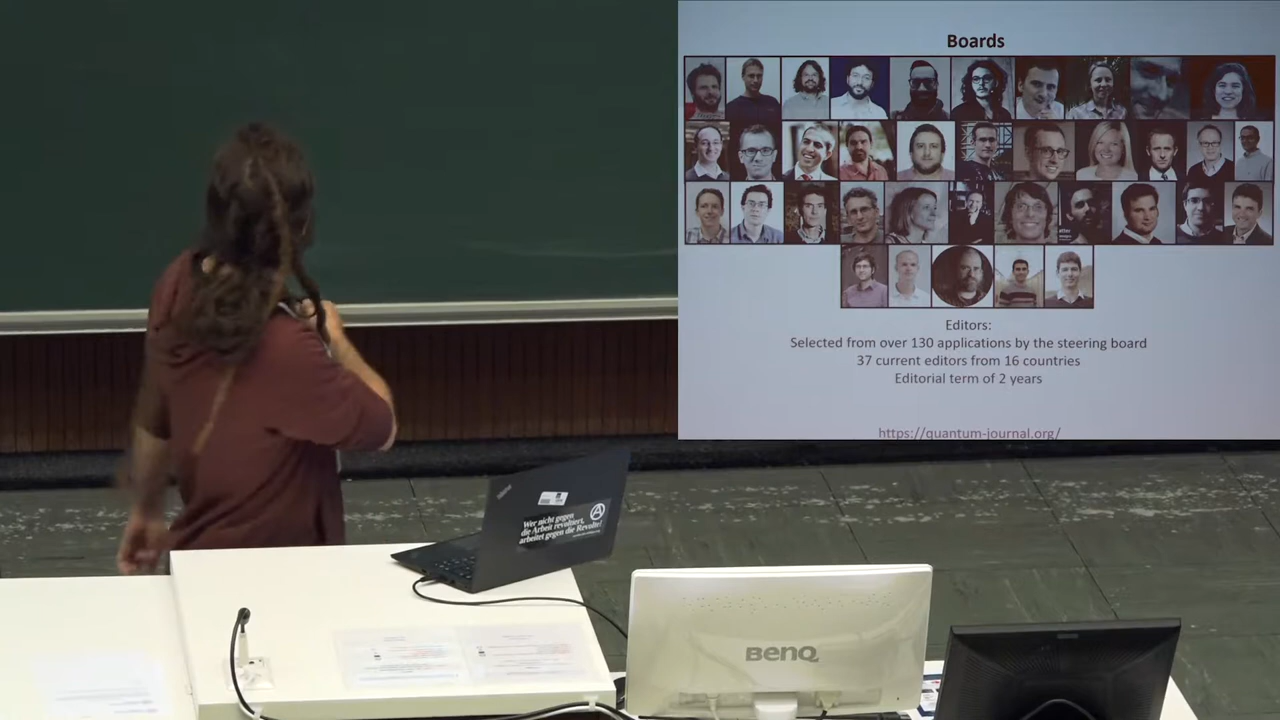 Boards
Editors:
Selected from over 130 applications by the steering board
37 current editors from 16 countries
Editorial term of 2 years
https://quantum-journal.org/
Wer nicht gegen
die Arbeit revoltiert,
arbeitet gegen die Revolte!
BenQ